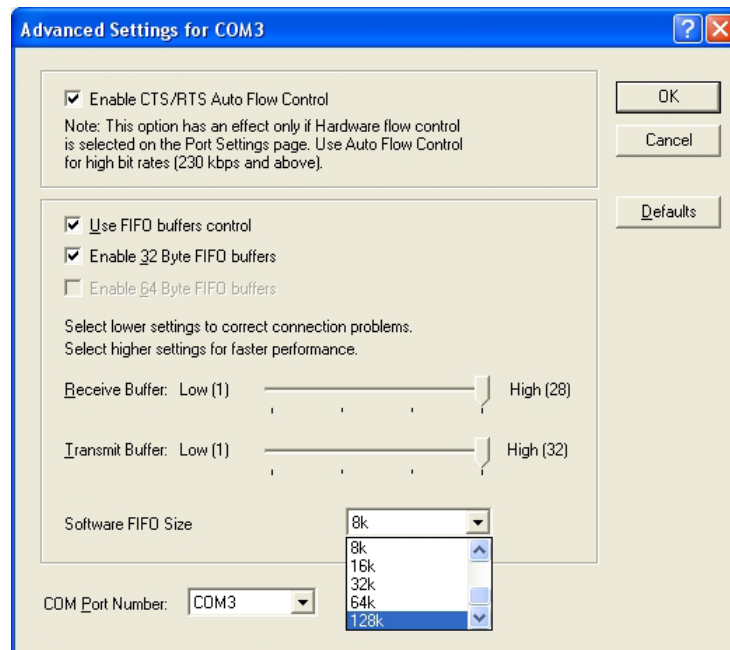 Advanced Settings for COM3
Enable CTS/RTS Auto Flow Control
OK
Note: This option has an effect only if Hardware flow control
is selected on the Port Settings page. Use Auto Flow Control
for high bit rates (230 kbps and above).
Cancel
Defaults
Use FIFO buffers control
Enable 32 Byte FIFO buffers
Enable 64 Byte FIFO buffers
Select lower settings to correct connection problems.
Select higher settings for faster performance.
Receive Buffer: Low (1) High (28)
Transmit Buffer: Low (1) High (32)
Software FIFO Size 8k
8k
16k
32k
64k
128k
COM Port Number: COM3